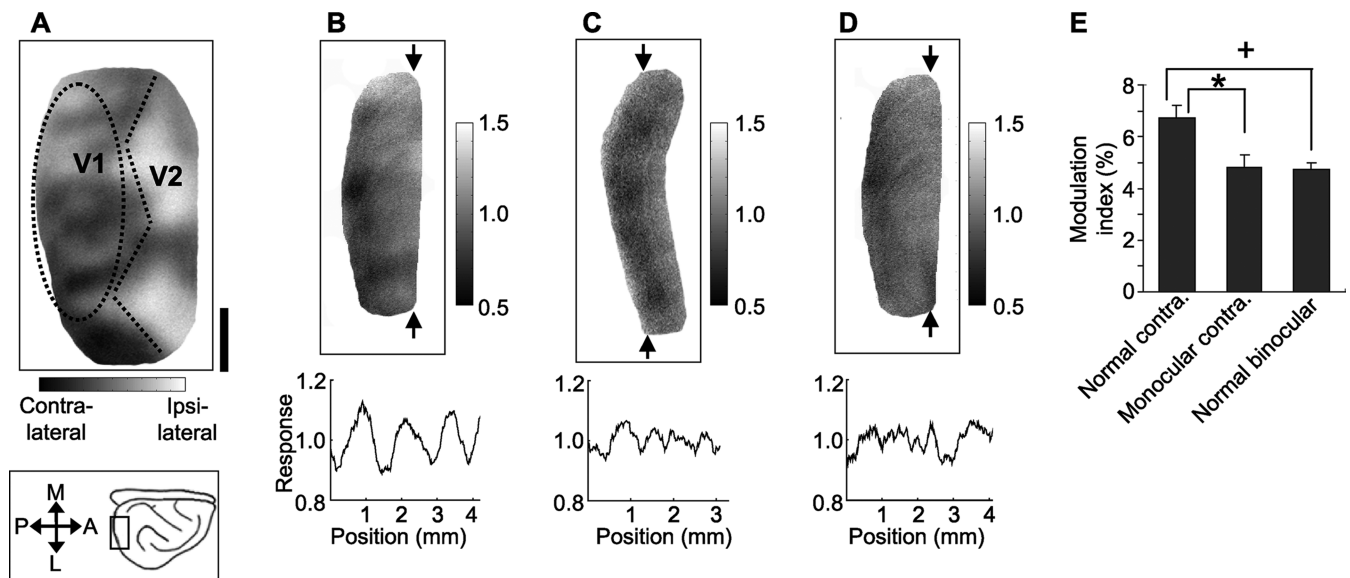 A
B
C
D
E
V1
V2
Contra-
lateral
Ipsi-
lateral
M
P
A
L
1.5
1.0
0.5
1.5
1.0
0.5
1.5
1.0
0.5
Response
1.2
1.0
0.8
1 2 3 4
Position (mm)
1.2
1.0
0.8
1 2 3
Position (mm)
1.2
1.0
0.8
1 2 3 4
Position (mm)
Modulation
index (%)
8
6
4
2
0
+
*
Normal contra.
Monocular contra.
Normal binocular